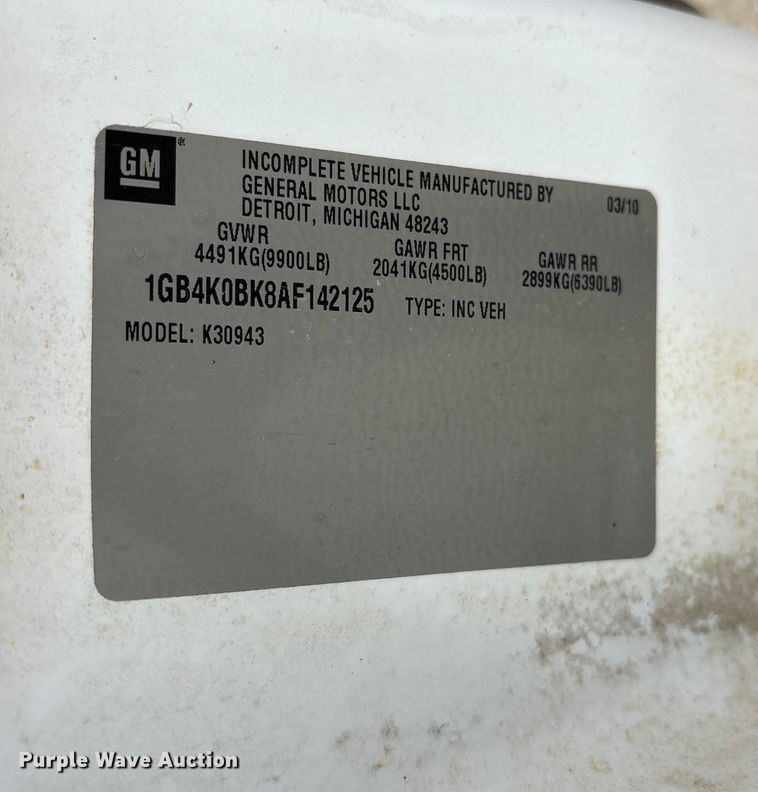 GM®
INCOMPLETE VEHICLE MANUFACTURED BY
GENERAL MOTORS LLC
DETROIT, MICHIGAN 48243
03/10
GVWR GAWR FRT GAWR RR
4491KG(9900LB) 2041KG(4500LB) 2899KG(6390LB)
1GB4K0BK8AF142125 TYPE: INC VEH
MODEL: K30943
Purple Wave Auction